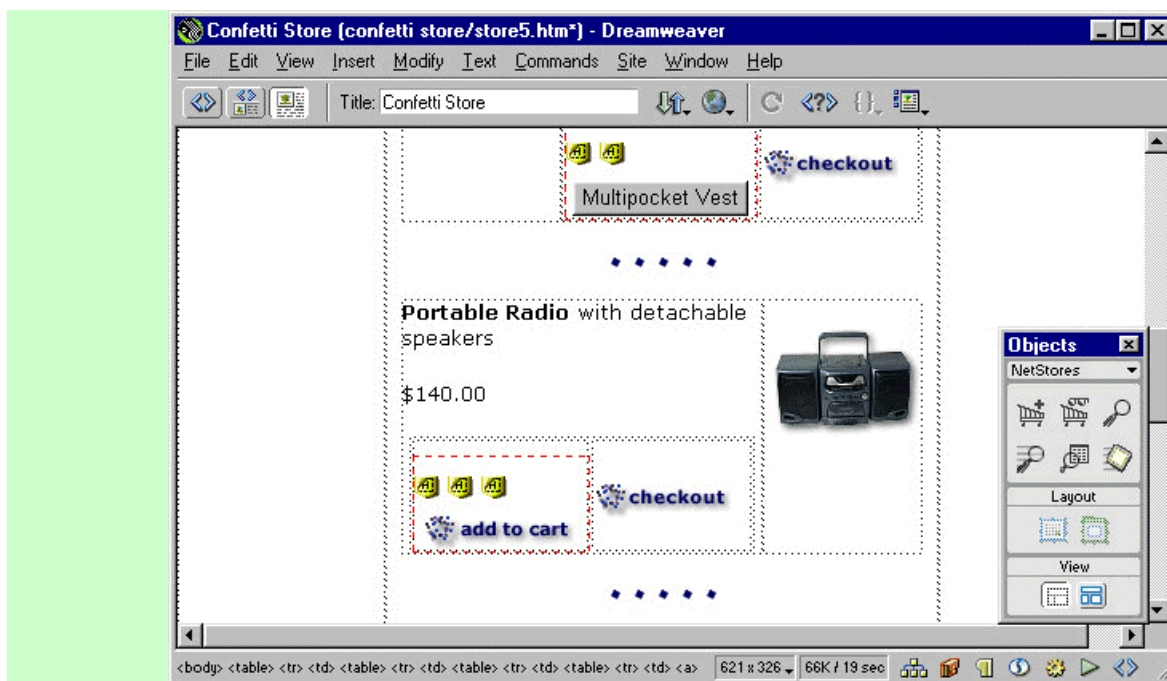 Confetti Store (confetti store/store5.htm*) - Dreamweaver
File Edit View Insert Modify Text Commands Site Window Help
Title: Confetti Store
checkout
Multipocket Vest
Portable Radio with detachable
speakers
$140.00
checkout
add to cart
Objects
NetStores
Layout
View
<body> <table> <tr> <td> <table> <tr> <td> <table> <tr> <td> <table> <tr> <td> <a> 621 x 326 66K / 19 sec